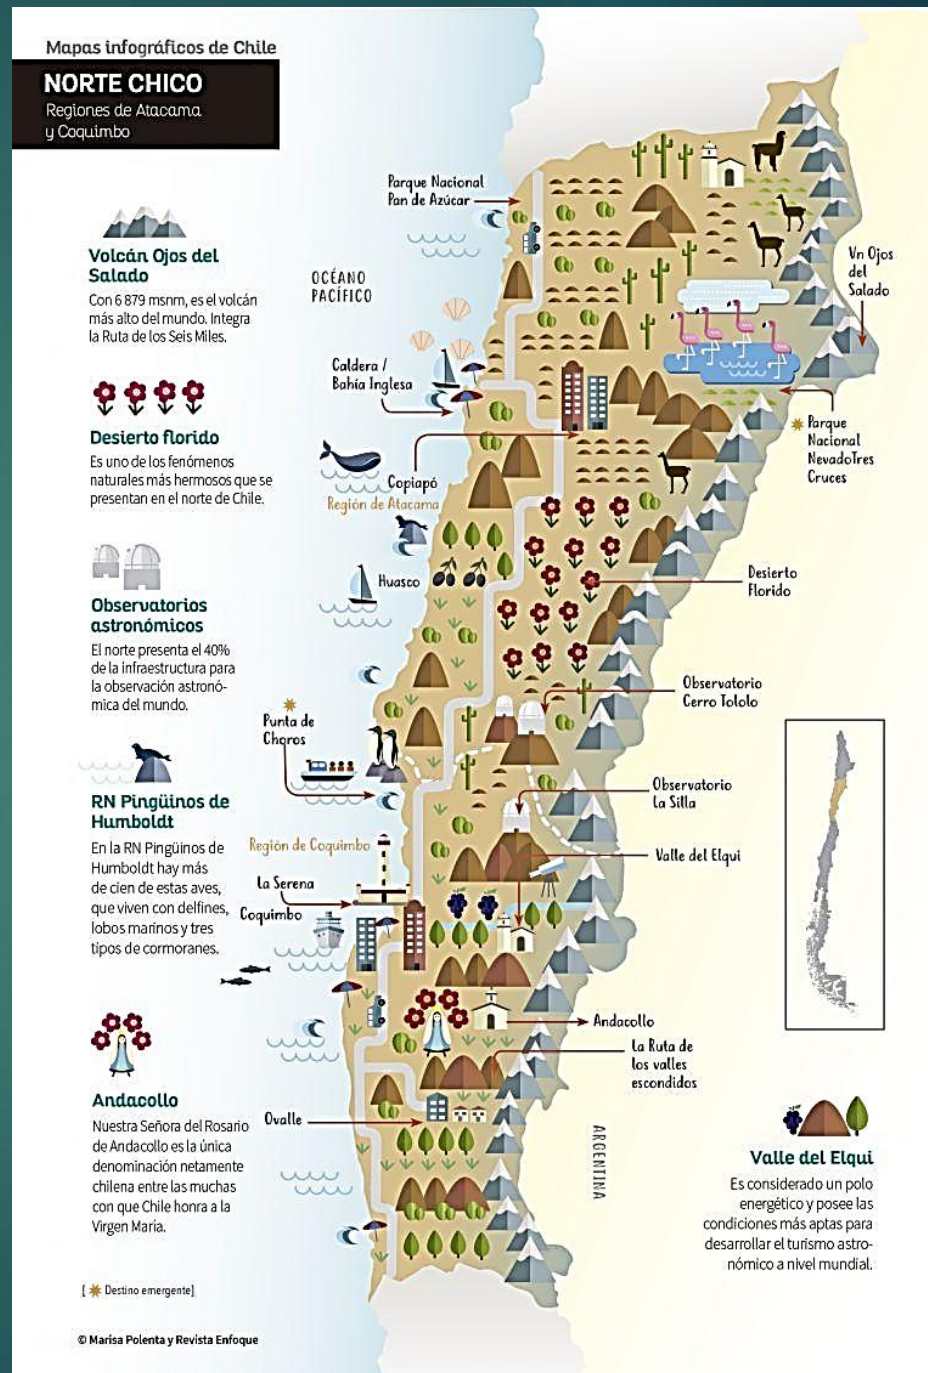 Mapas infográficos de Chile
NORTE CHICO
Regiones de Atacama
y Coquimbo
Volcán Ojos del
Salado
Con 6 879 msnm, es el volcán
más alto del mundo. Integra
la Ruta de los Seis Miles.
Desierto florido
Es uno de los fenómenos
naturales más hermosos que se
presentan en el norte de Chile.
Observatorios
astronómicos
El norte presenta el 40%
de la infraestructura para
la observación astronó-
mica del mundo.
RN Pingüinos de
Humboldt
En la RN Pingüinos de
Humboldt hay más
de cien de estas aves,
que viven con delfines,
lobos marinos y tres
tipos de cormoranes.
Andacollo
Nuestra Señora del Rosario
de Andacollo es la única
denominación netamente
chilena entre las muchas
con que Chile honra a la
Virgen María.
[ Destino emergente]
© Marisa Polenta y Revista Enfoque
Parque Nacional
Pan de Azúcar
OCÉANO
PACÍFICO
Caldera /
Bahía Inglesa
Copiapó
Región de Atacama
Huasco
Punta de
Choros
Región de Coquimbo
La Serena
Coquimbo
Ovalle
Vn Ojos
del
Salado
Parque
Nacional
NevadoTres
Cruces
Desierto
Florido
Observatorio
Cerro Tololo
Observatorio
La Silla
Valle del Elqui
Andacollo
La Ruta de
los valles
escondidos
ARGENTINA
Valle del Elqui
Es considerado un polo
energético y posee las
condiciones más aptas para
desarrollar el turismo astro-
nómico a nivel mundial.